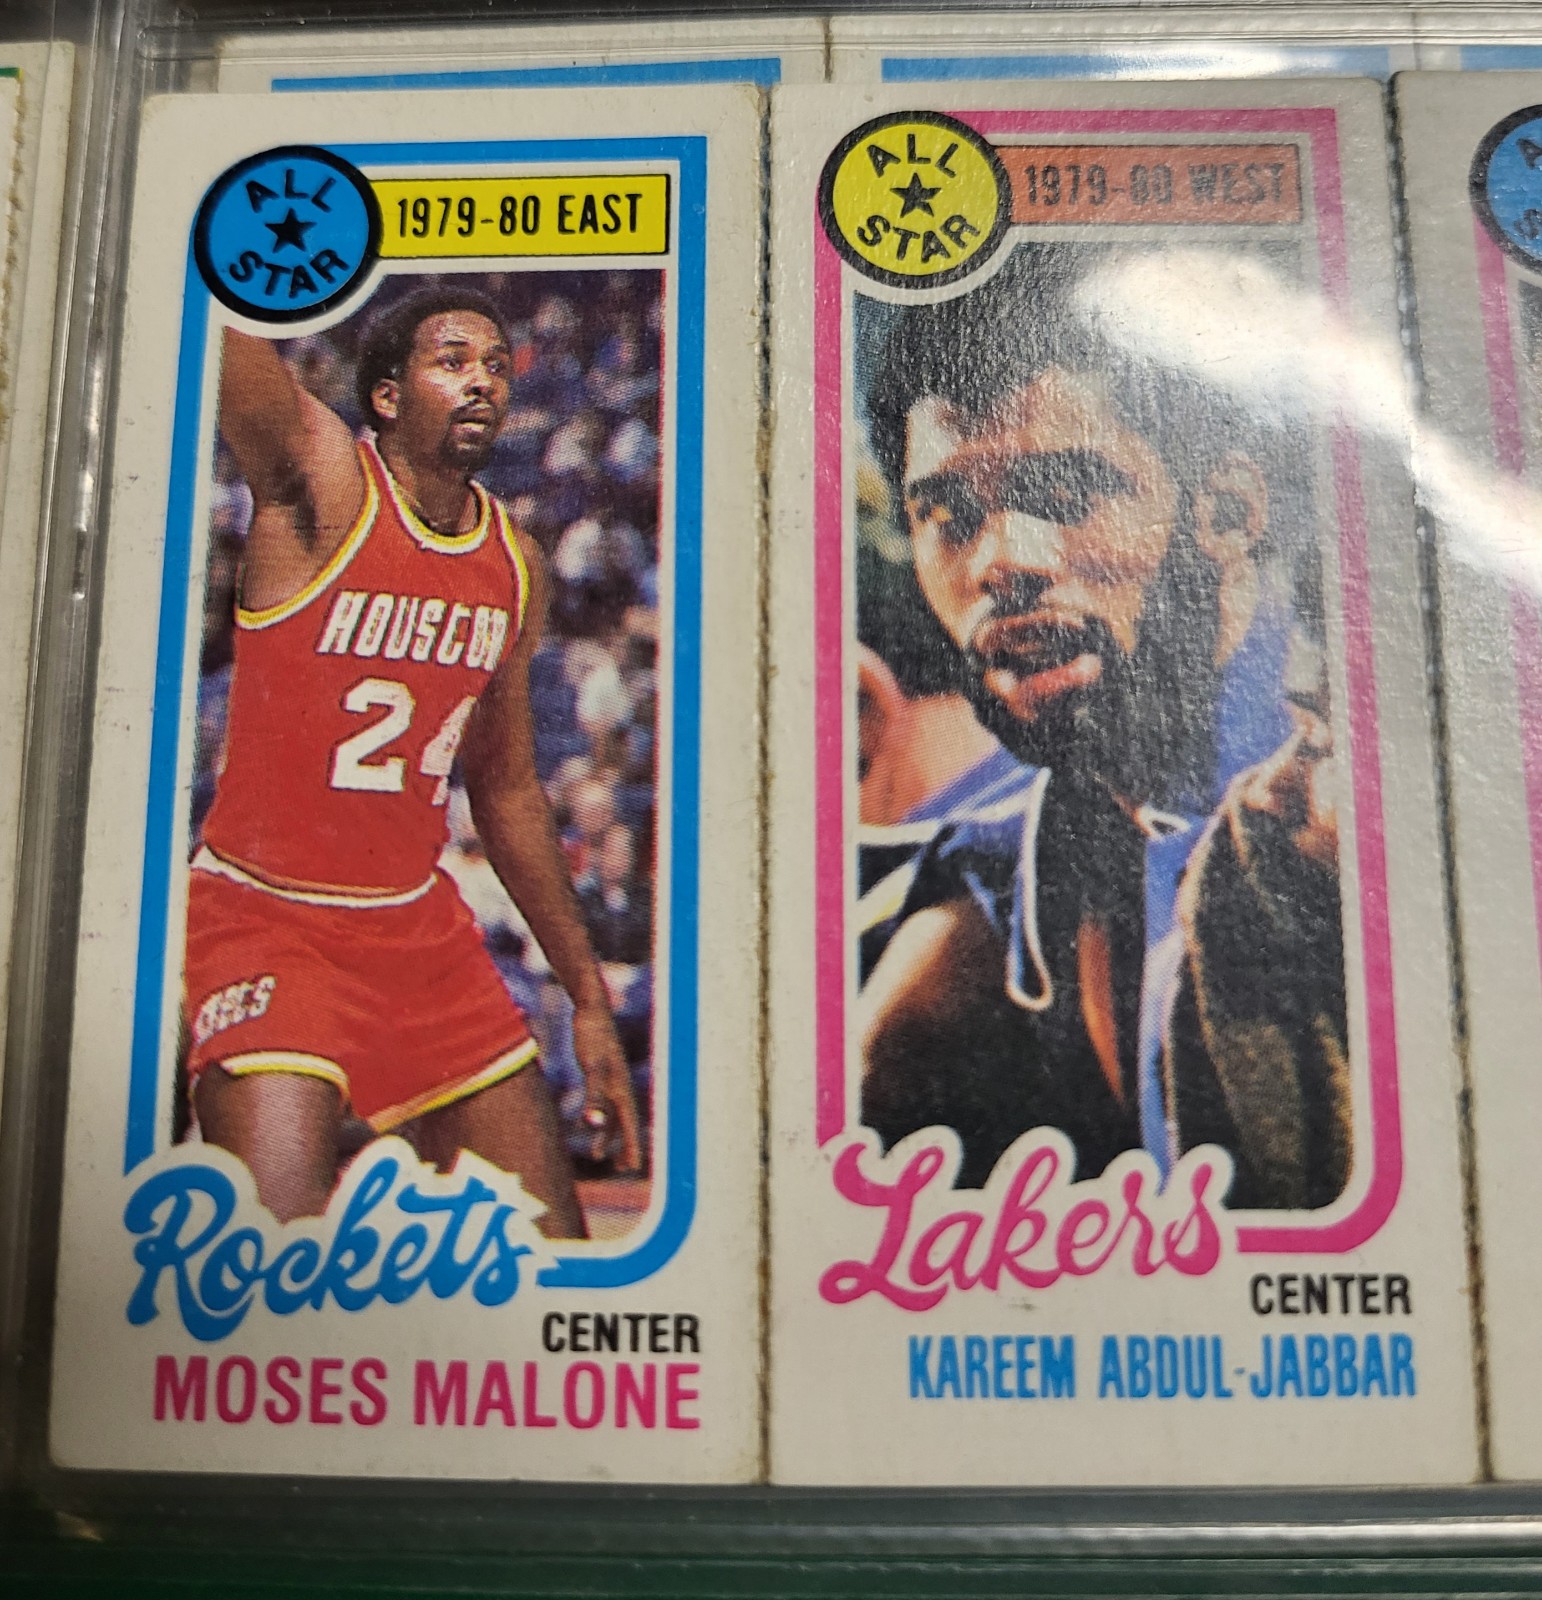 ALL
STAR
1979-80 EAST
HOUSTON
24
Rockets
CENTER
MOSES MALONE
ALL
STAR
1979-80 WEST
Lakers
CENTER
KAREEM ABDUL-JABBAR